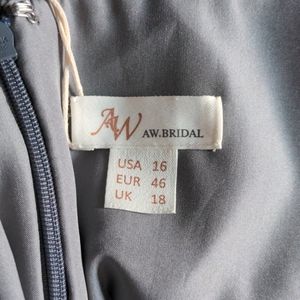 AW AW.BRIDAL
USA 16
EUR 46
UK 18